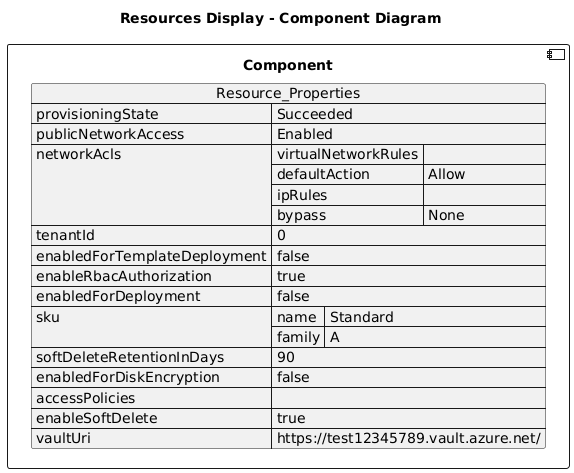 Resources Display - Component Diagram
Component
Resource_Properties
provisioningState Succeeded
publicNetworkAccess Enabled
networkAcls virtualNetworkRules
defaultAction Allow
ipRules
bypass None
tenantId 0
enabledForTemplateDeployment false
enableRbacAuthorization true
enabledForDeployment false
sku name Standard
family A
softDeleteRetentionInDays 90
enabledForDiskEncryption false
accessPolicies
enableSoftDelete true
vaultUri https://test12345789.vault.azure.net/